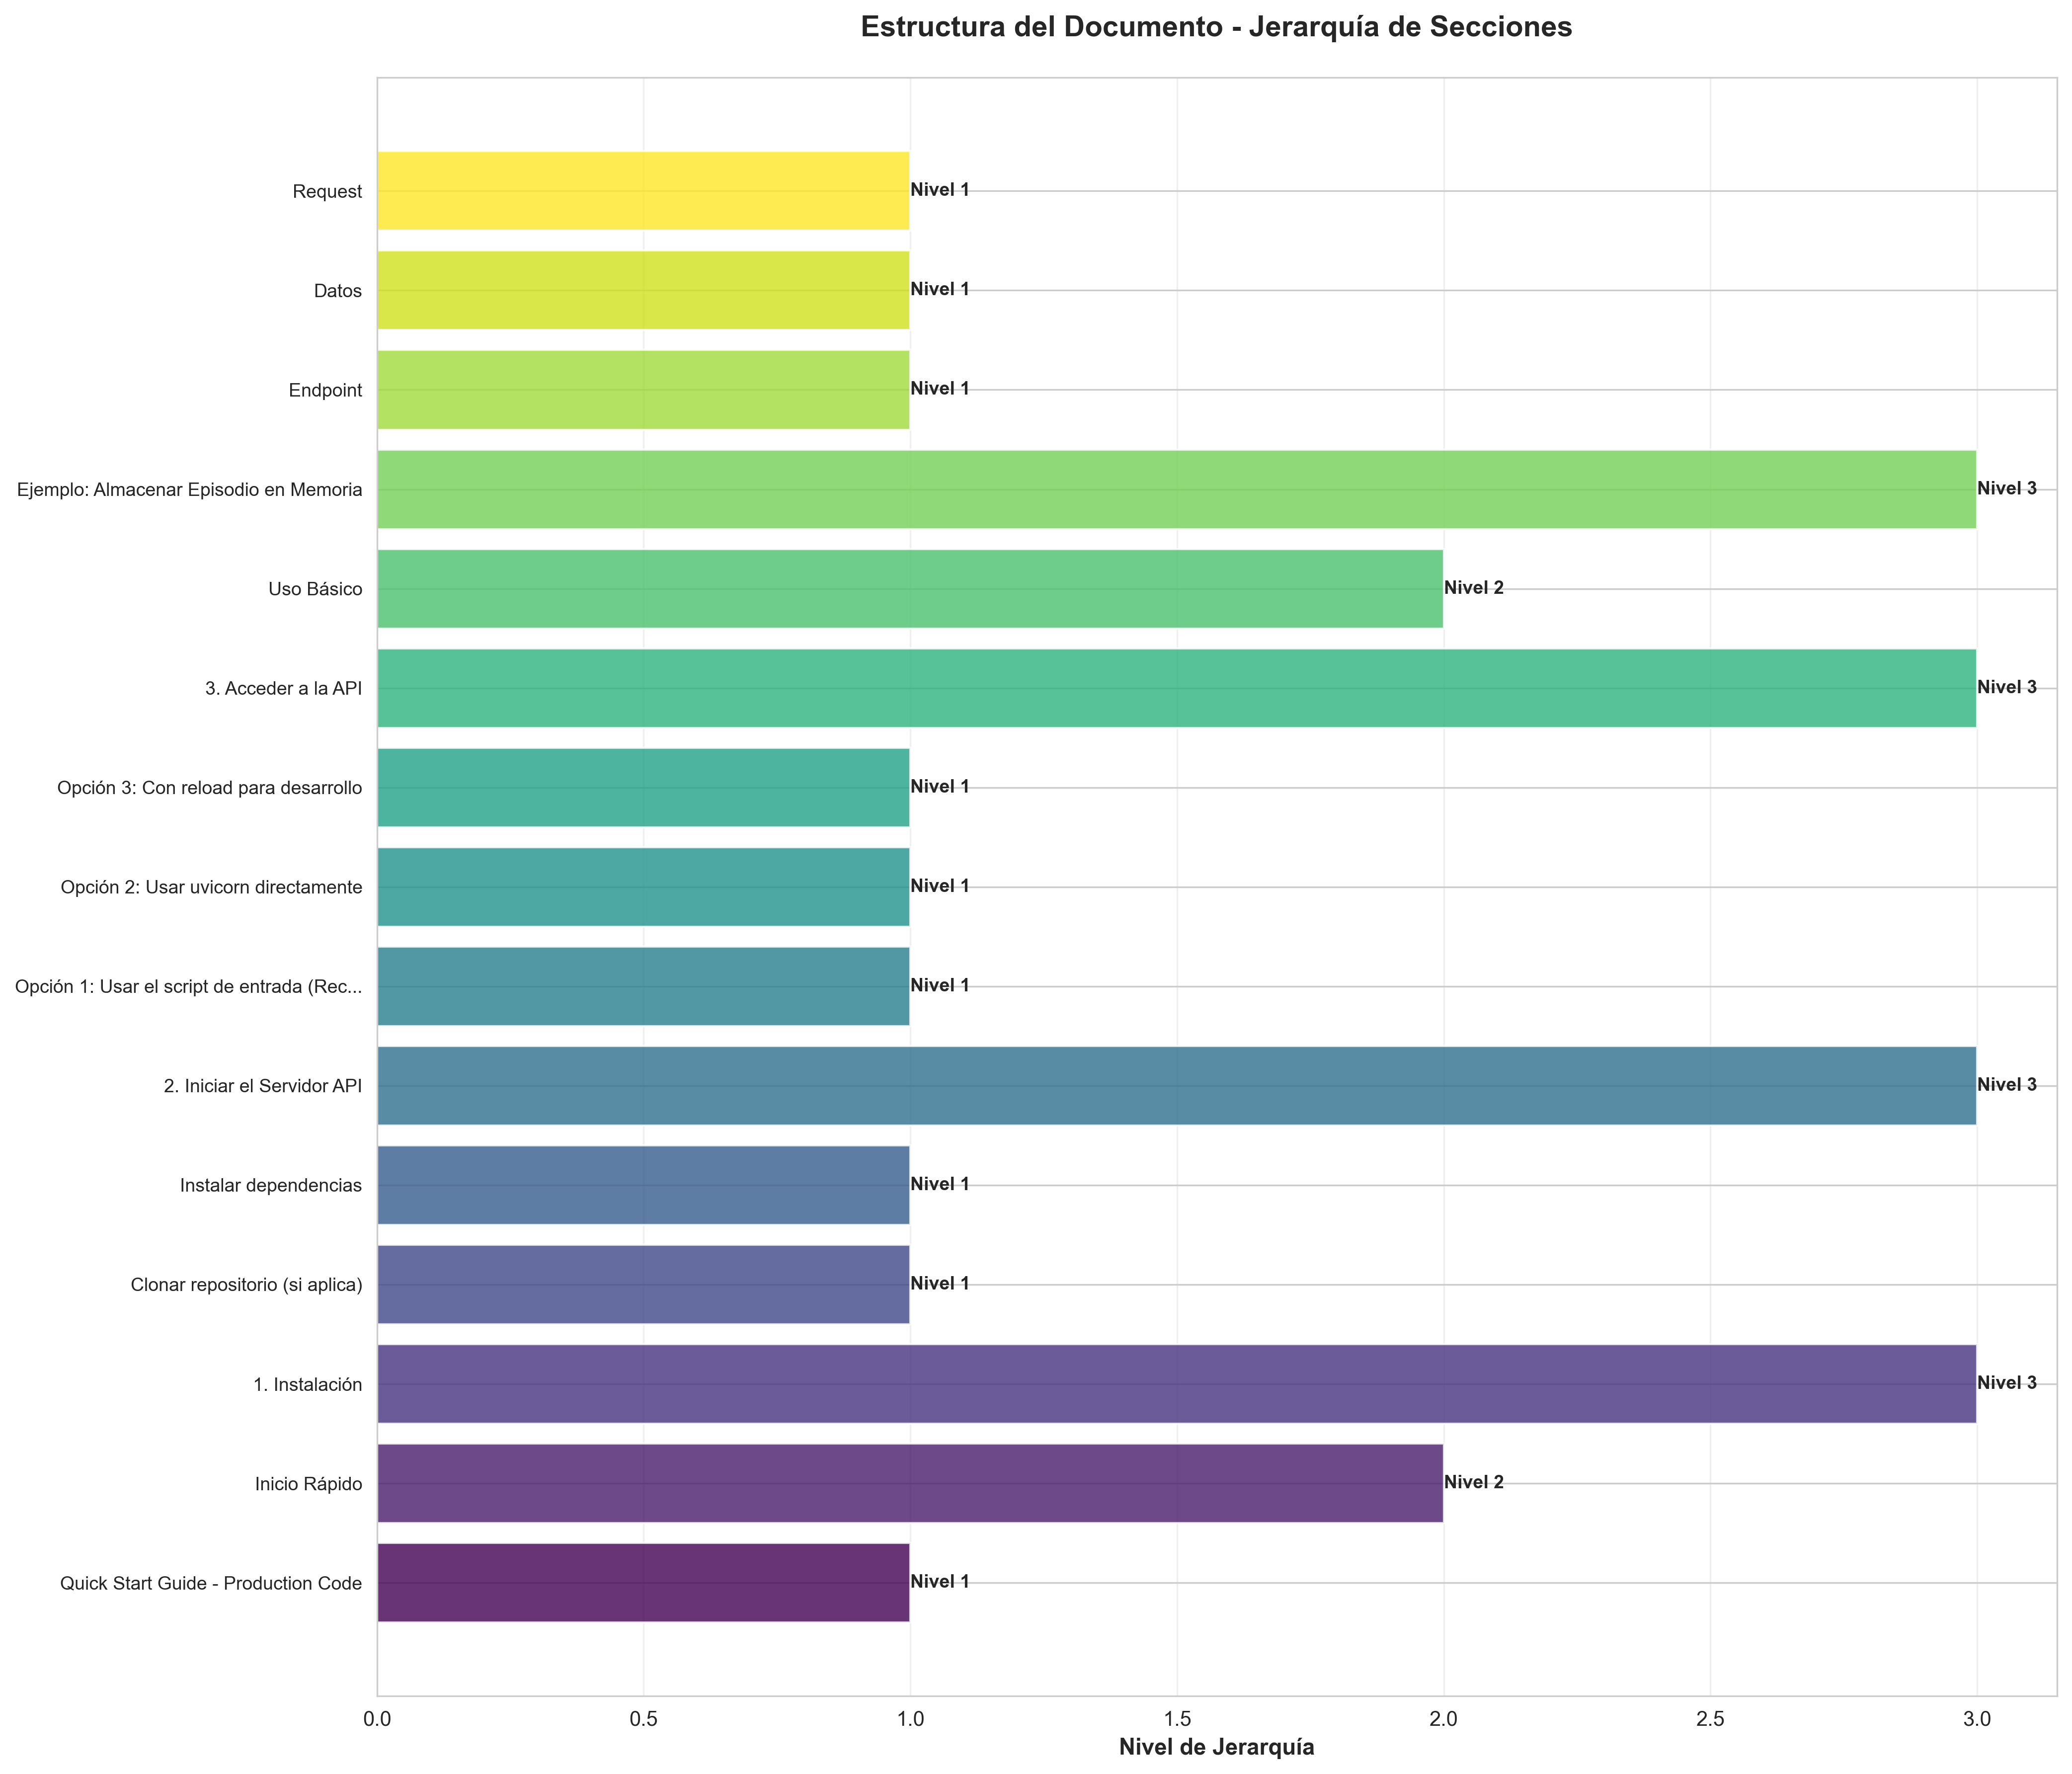 Estructura del Documento - Jerarquía de Secciones
Request
Nivel 1
Datos
Nivel 1
Endpoint
Nivel 1
Ejemplo: Almacenar Episodio en Memoria
Nivel 3
Uso Básico
Nivel 2
3. Acceder a la API
Nivel 3
Opción 3: Con reload para desarrollo
Nivel 1
Opción 2: Usar uvicorn directamente
Nivel 1
Opción 1: Usar el script de entrada (Rec...
Nivel 1
2. Iniciar el Servidor API
Nivel 3
Instalar dependencias
Nivel 1
Clonar repositorio (si aplica)
Nivel 1
1. Instalación
Nivel 3
Inicio Rápido
Nivel 2
Quick Start Guide - Production Code
Nivel 1
0.0 0.5 1.0 1.5 2.0 2.5 3.0
Nivel de Jerarquía